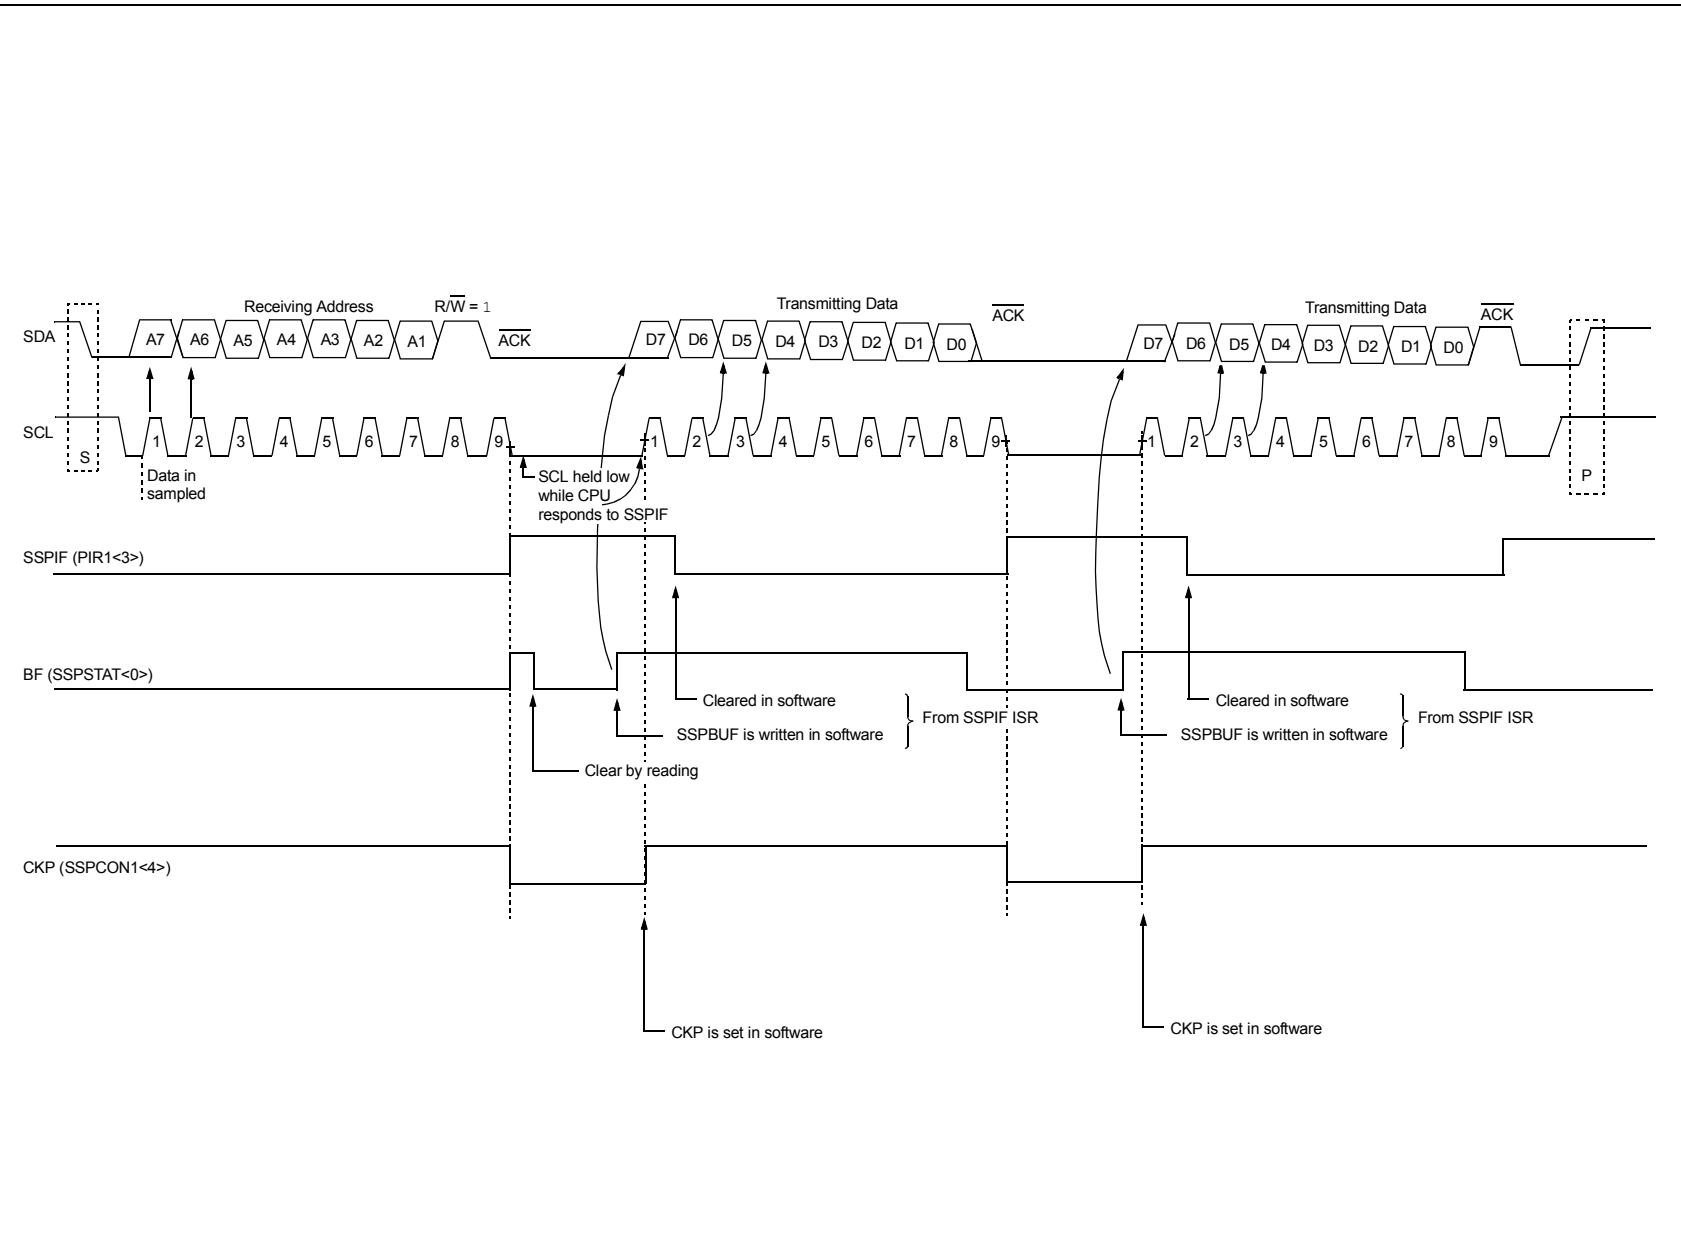 Receiving Address R/W = 1 Transmitting Data ACK Transmitting Data ACK
SDA A7 A6 A5 A4 A3 A2 A1 ACK D7 D6 D5 D4 D3 D2 D1 D0 D7 D6 D5 D4 D3 D2 D1 D0
SCL 1 2 3 4 5 6 7 8 9 1 2 3 4 5 6 7 8 9 1 2 3 4 5 6 7 8 9
S P
Data in
sampled
SCL held low
while CPU
responds to SSPIF
SSPIF (PIR1<3>)
BF (SSPSTAT<0>)
Cleared in software
SSPBUF is written in software
From SSPIF ISR
Clear by reading
Cleared in software
SSPBUF is written in software
From SSPIF ISR
CKP (SSPCON1<4>)
CKP is set in software
CKP is set in software